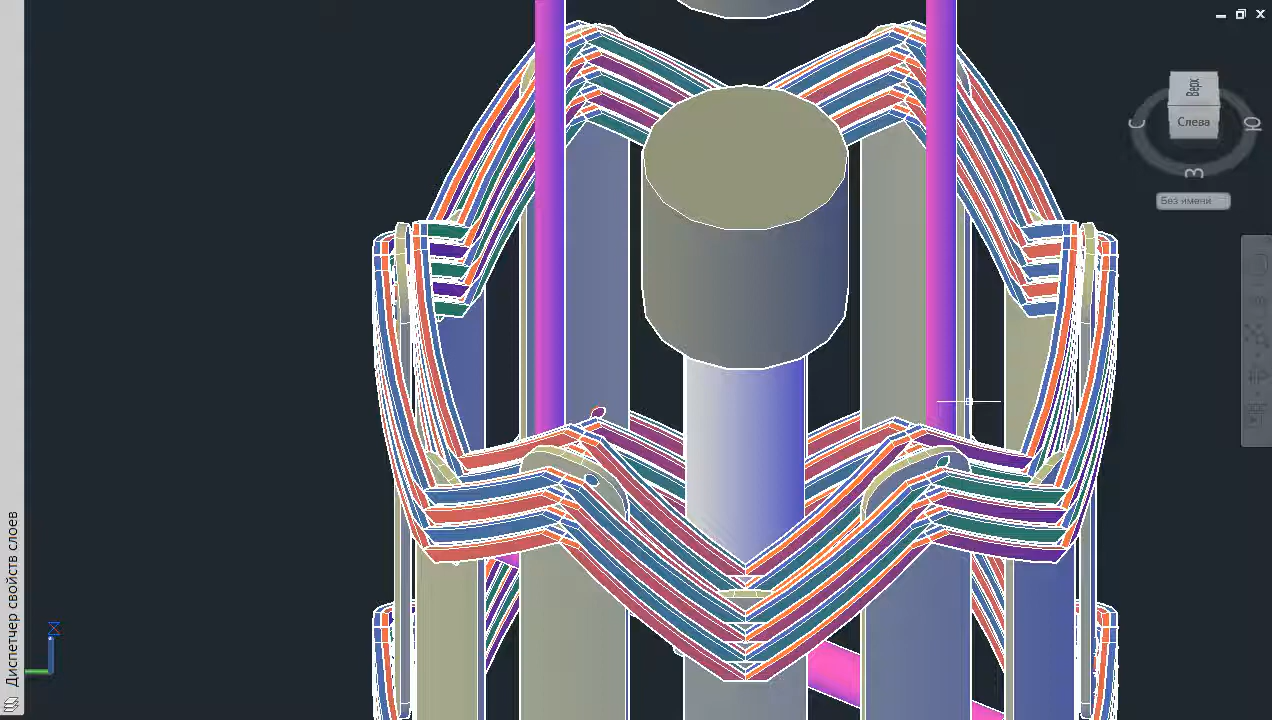 Верх
Слева
С
Ю
З
Без имени
Диспетчер свойств слоев